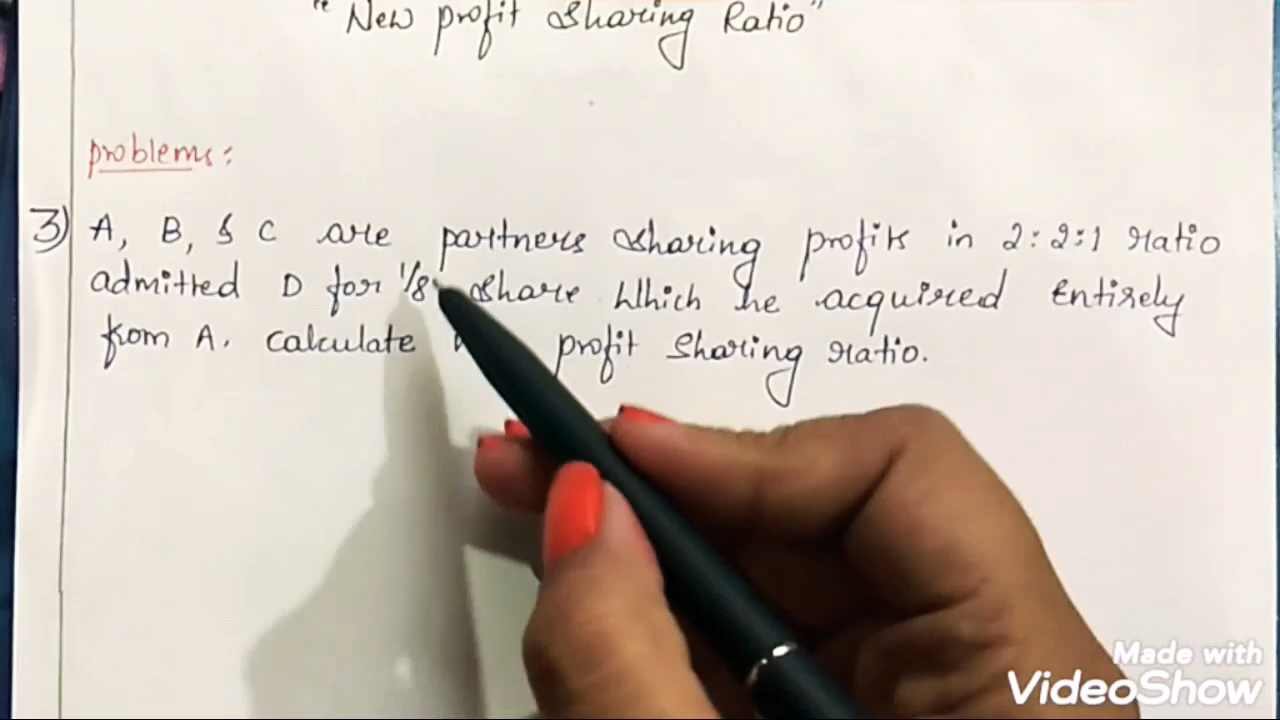 "New profit sharing Ratio"
problems:
3) A, B, & C are partners sharing profits in 2:2:1 ratio
admitted D for 1/8 share which he acquired entirely
from A. calculate profit sharing ratio.
Made with
VideoShow